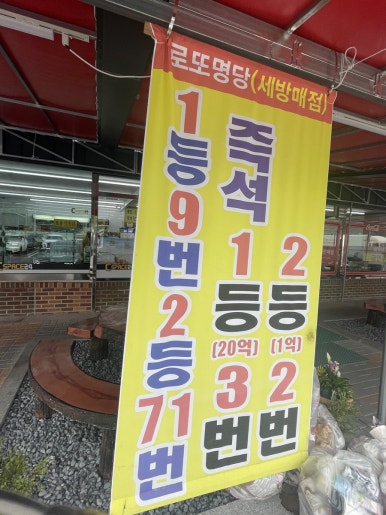 로또명당(세방매점)
1등9번2등71번
즉석
1등(20억)3번
2등(1억)2번
SPACE24